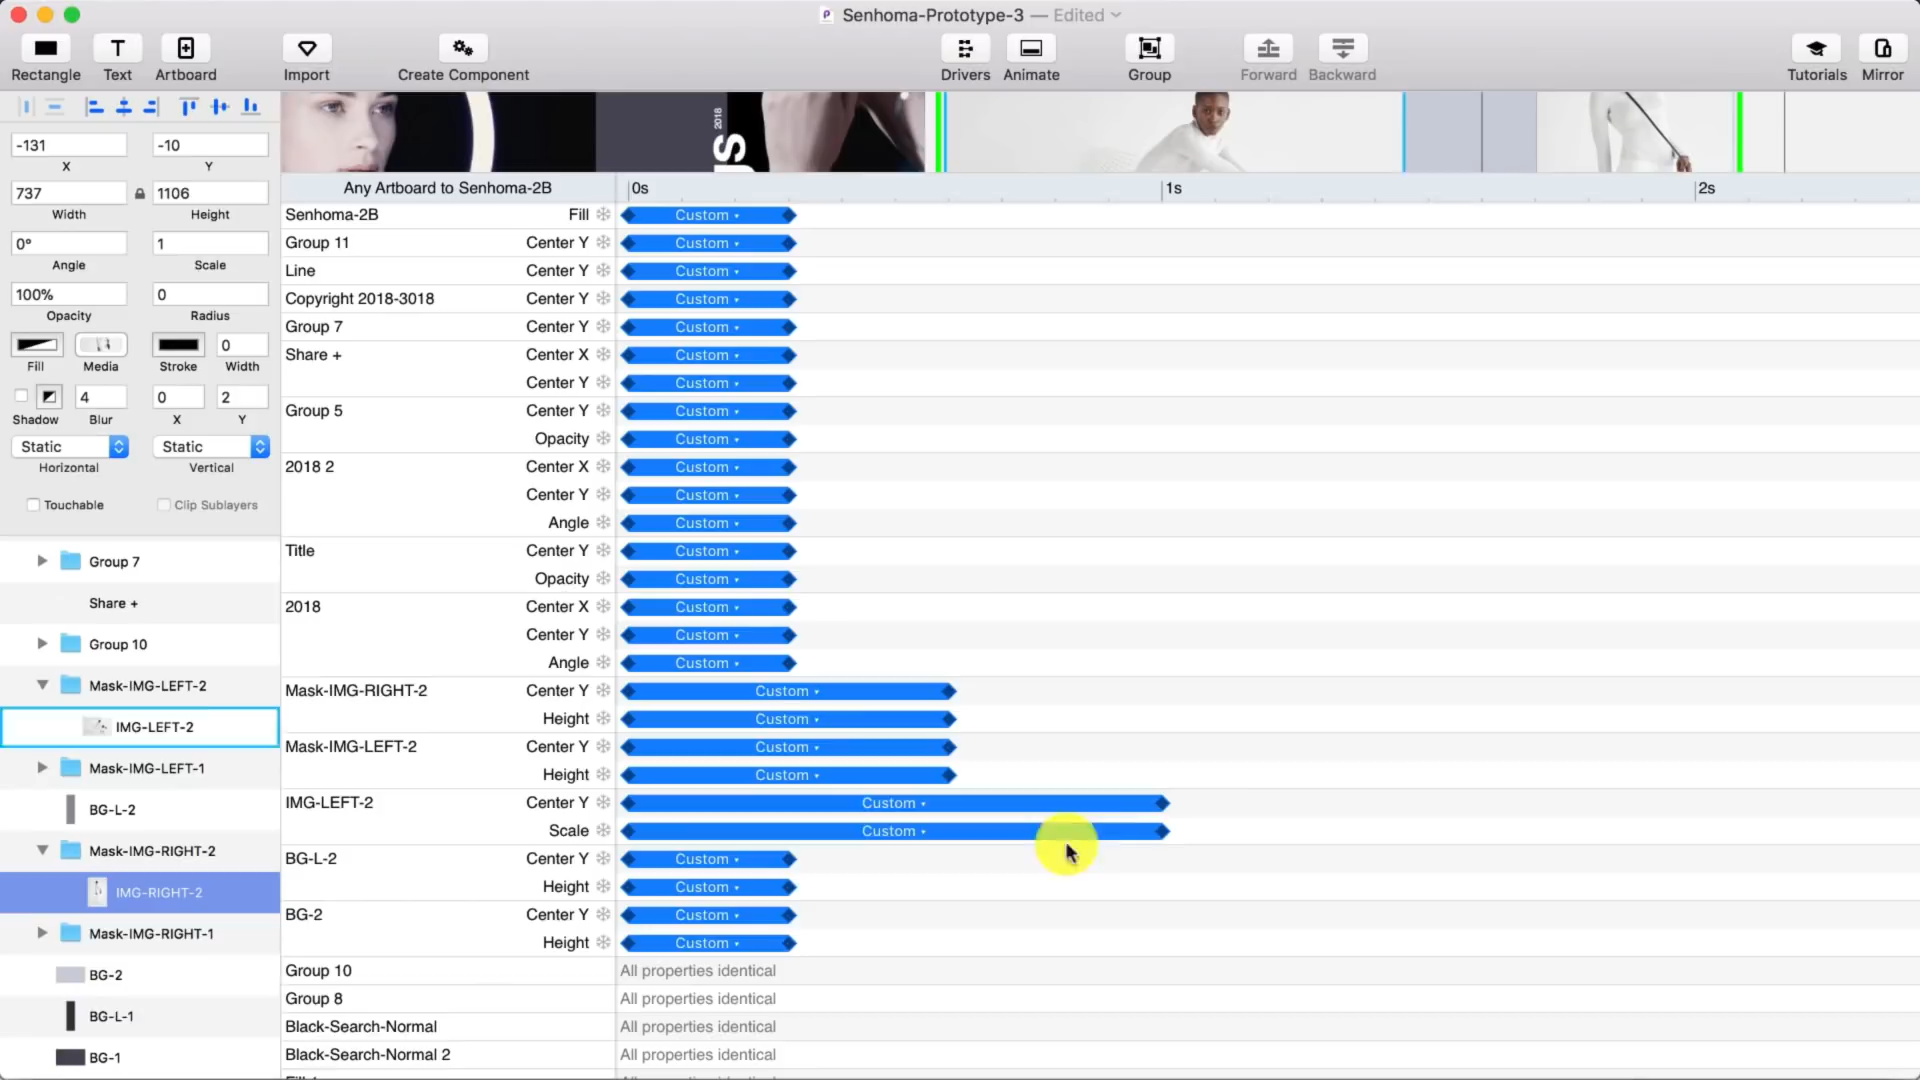 Senhoma-Prototype-3 — Edited
Rectangle Text Artboard Import Create Component Drivers Animate Group Forward Backward Tutorials Mirror
-131 -10
X Y
737 1106
Width Height
0° 1
Angle Scale
100% 0
Opacity Radius
0
Fill Media Stroke Width
4 0 2
Shadow Blur X Y
Static Static
Horizontal Vertical
Touchable Clip Sublayers
Group 7
Share +
Group 10
Mask-IMG-LEFT-2
IMG-LEFT-2
Mask-IMG-LEFT-1
BG-L-2
Mask-IMG-RIGHT-2
IMG-RIGHT-2
Mask-IMG-RIGHT-1
BG-2
BG-L-1
BG-1
2018
US
Any Artboard to Senhoma-2B 0s 1s 2s
Senhoma-2B Fill Custom
Group 11 Center Y Custom
Line Center Y Custom
Copyright 2018-3018 Center Y Custom
Group 7 Center Y Custom
Share + Center X Custom
Center Y Custom
Group 5 Center Y Custom
Opacity Custom
2018 2 Center X Custom
Center Y Custom
Angle Custom
Title Center Y Custom
Opacity Custom
2018 Center X Custom
Center Y Custom
Angle Custom
Mask-IMG-RIGHT-2 Center Y Custom
Height Custom
Mask-IMG-LEFT-2 Center Y Custom
Height Custom
IMG-LEFT-2 Center Y Custom
Scale Custom
BG-L-2 Center Y Custom
Height Custom
BG-2 Center Y Custom
Height Custom
Group 10 All properties identical
Group 8 All properties identical
Black-Search-Normal All properties identical
Black-Search-Normal 2 All properties identical